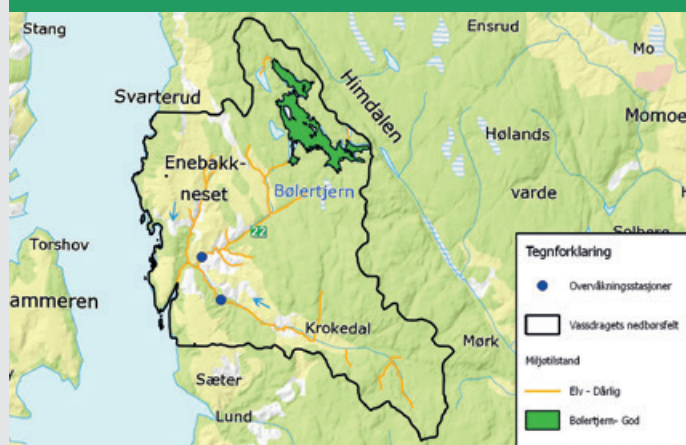 Stang
Ensrud
Mo
Himdalen
Svarterud
Momoe
Hølands
varde
Enebakk-
neset
Bølertjern
22
Solberg
Torshov
ammeren
Krokedal
Mørk
Sæter
Lund
Tegnforklaring
Overvåkningsstasjoner
Vassdragets nedbørsfelt
Miljøtilstand
Elv - Dårlig
Bølertjern- God